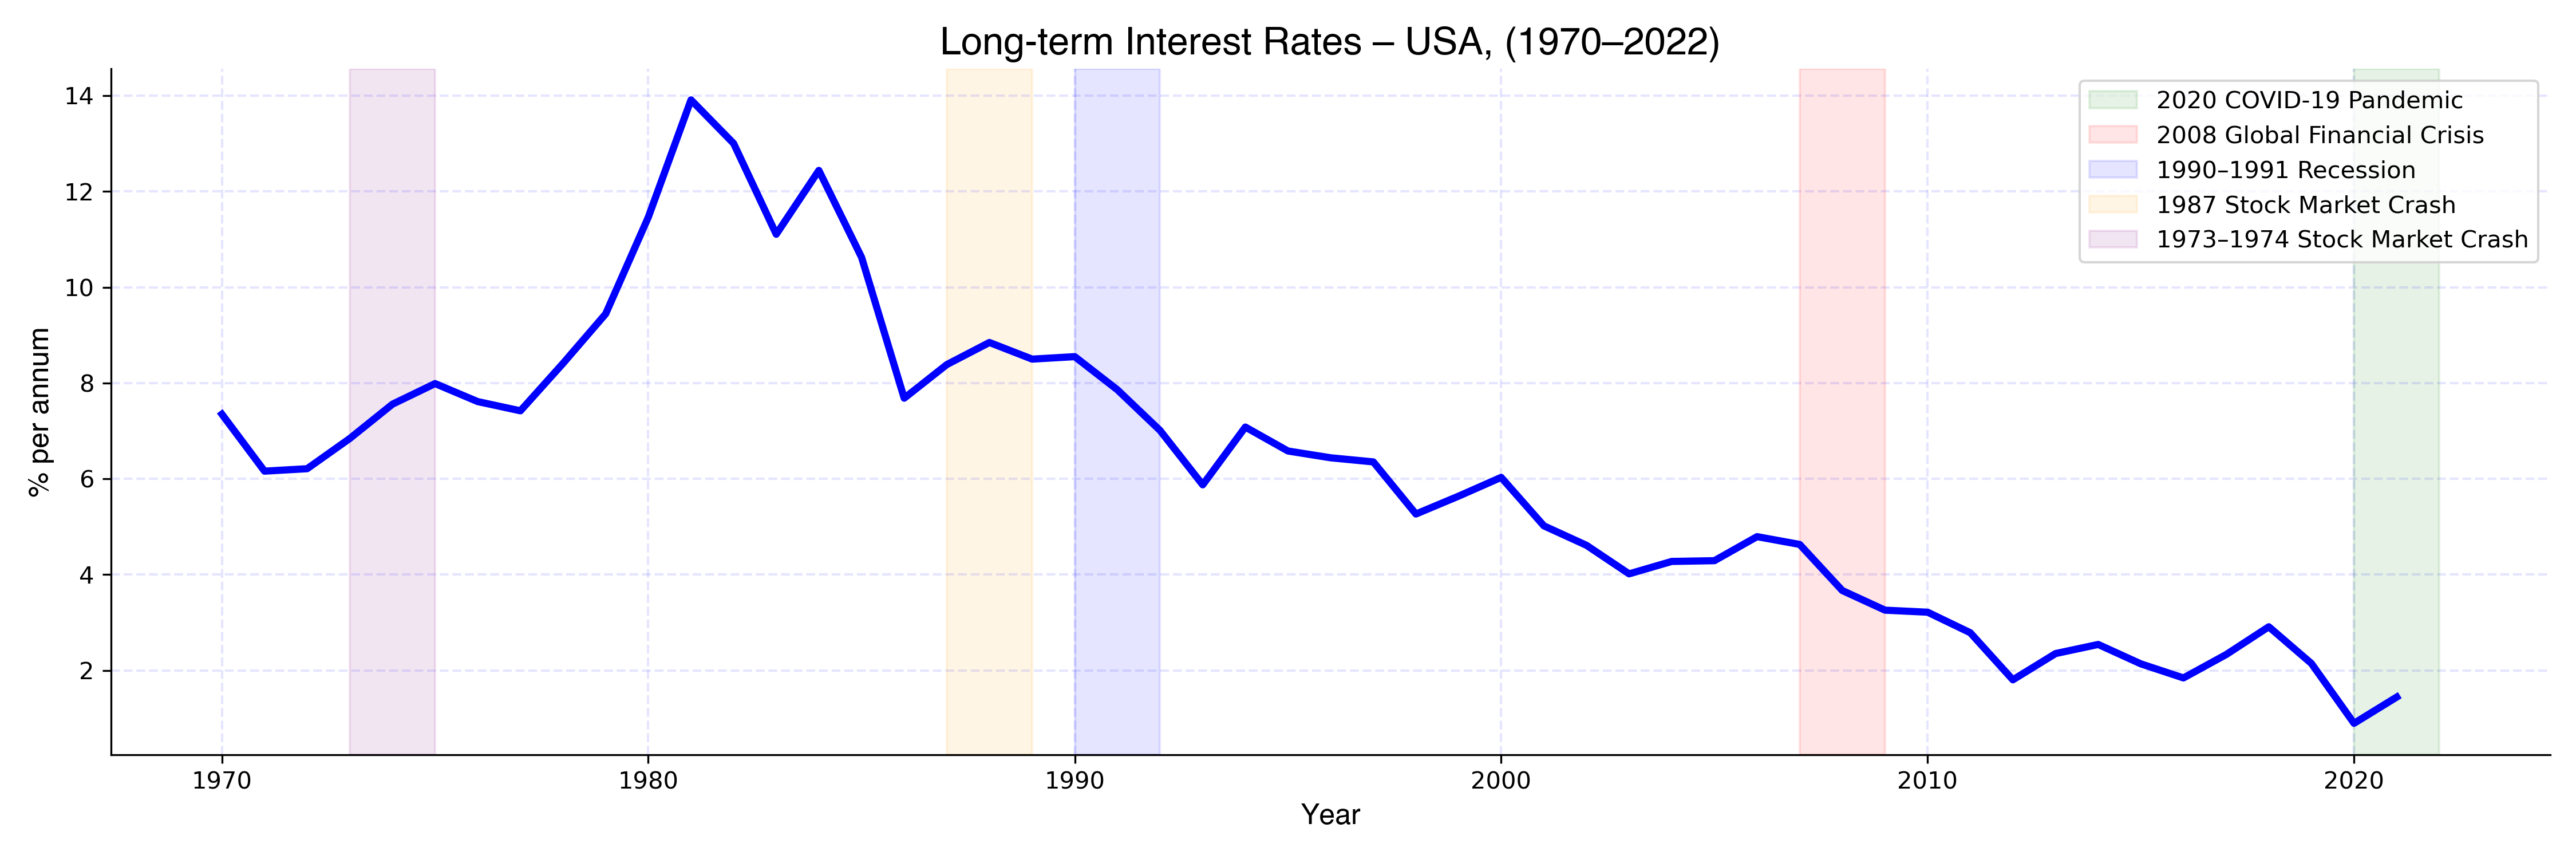 Long-term Interest Rates – USA, (1970–2022)
14
12
10
8
6
4
2
% per annum
2020 COVID-19 Pandemic
2008 Global Financial Crisis
1990–1991 Recession
1987 Stock Market Crash
1973–1974 Stock Market Crash
1970 1980 1990 2000 2010 2020
Year